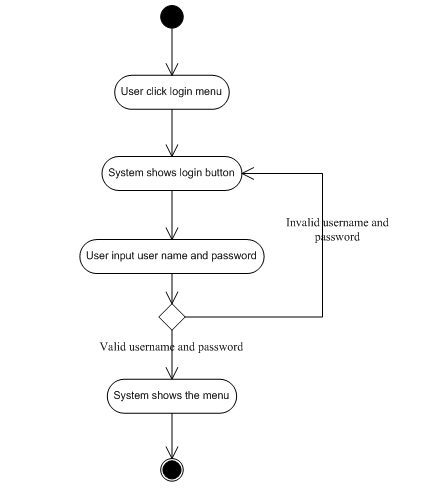 User click login menu
System shows login button
Invalid username and
password
User input user name and password
Valid username and password
System shows the menu